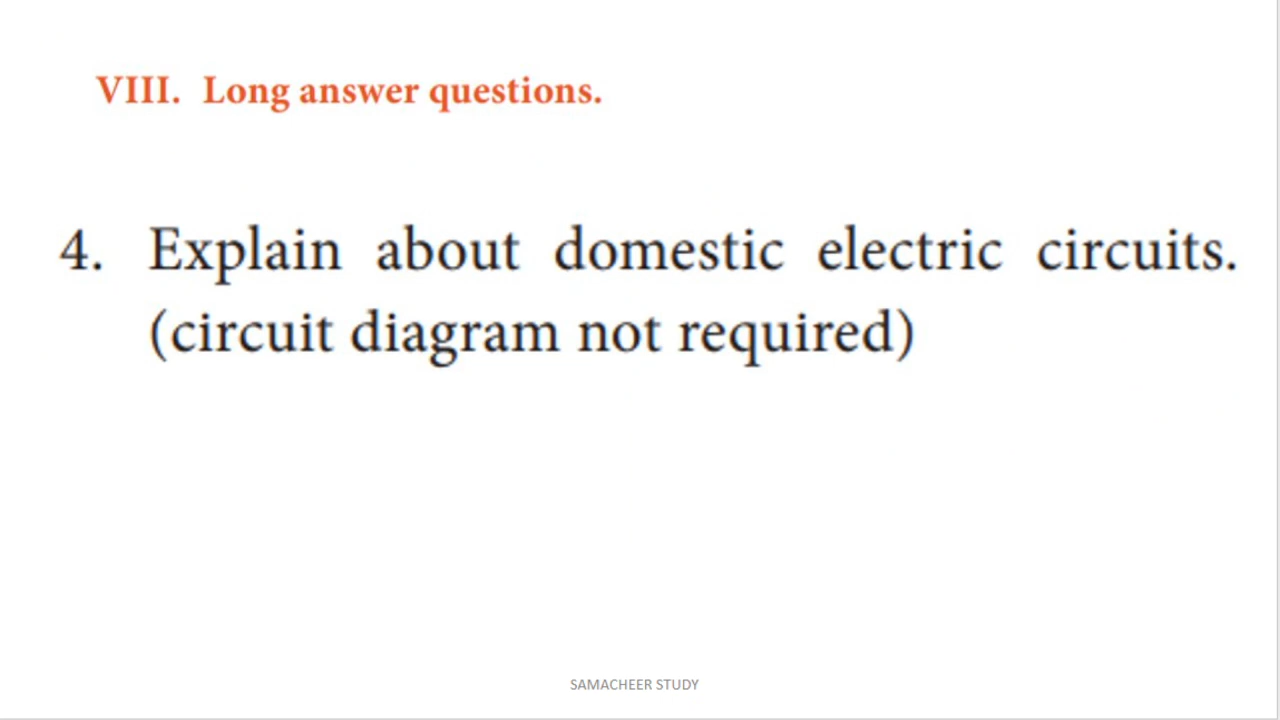 VIII. Long answer questions.
4. Explain about domestic electric circuits.
(circuit diagram not required)
SAMACHEER STUDY